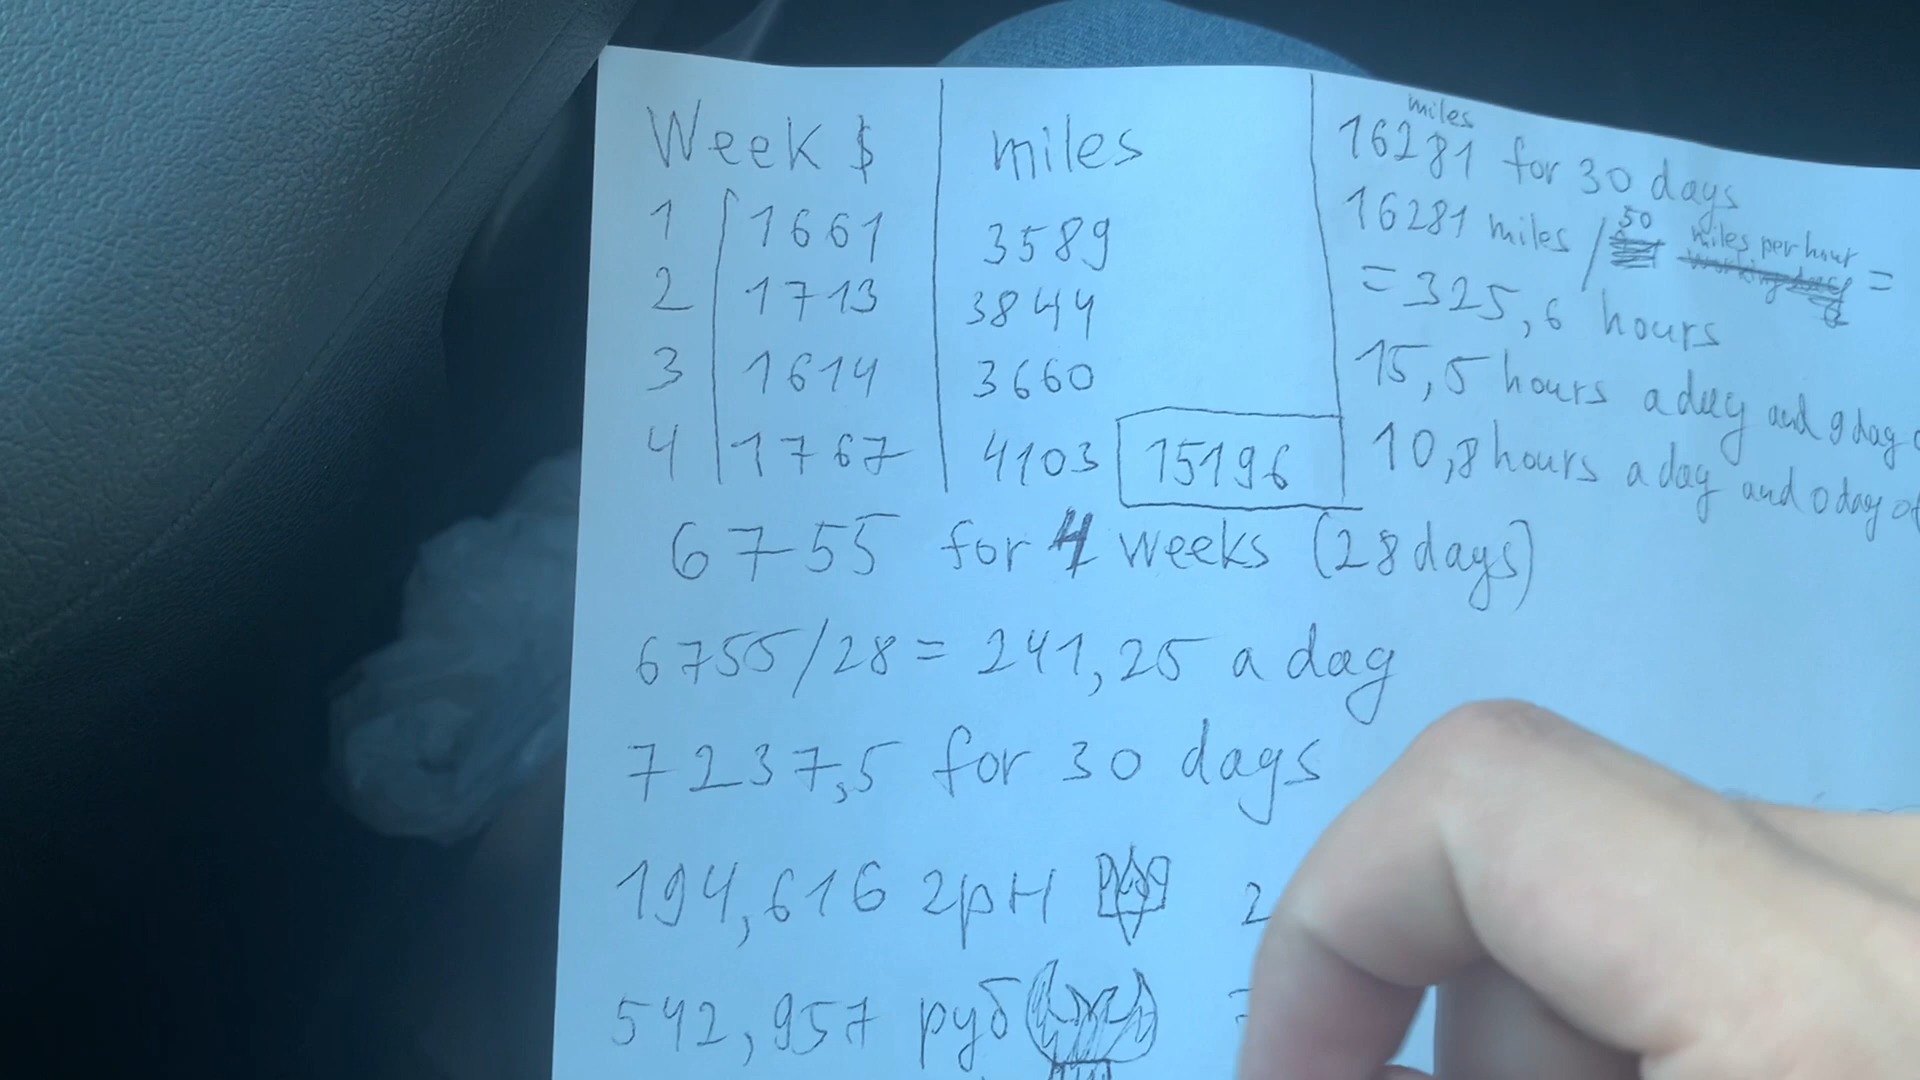 Week $ miles
1 1661 3589
2 1713 3844
3 1614 3660
4 1767 4103 15196
6755 for 4 weeks (28 days)
6755/28 = 241,25 a day
7237,5 for 30 days
194,616 грн 2
542,957 руб
miles
16281 for 30 days
16281 miles / 50 miles per hour =
= 325,6 hours
15,5 hours a day and 9 day o
10,8 hours a day and 0 day of